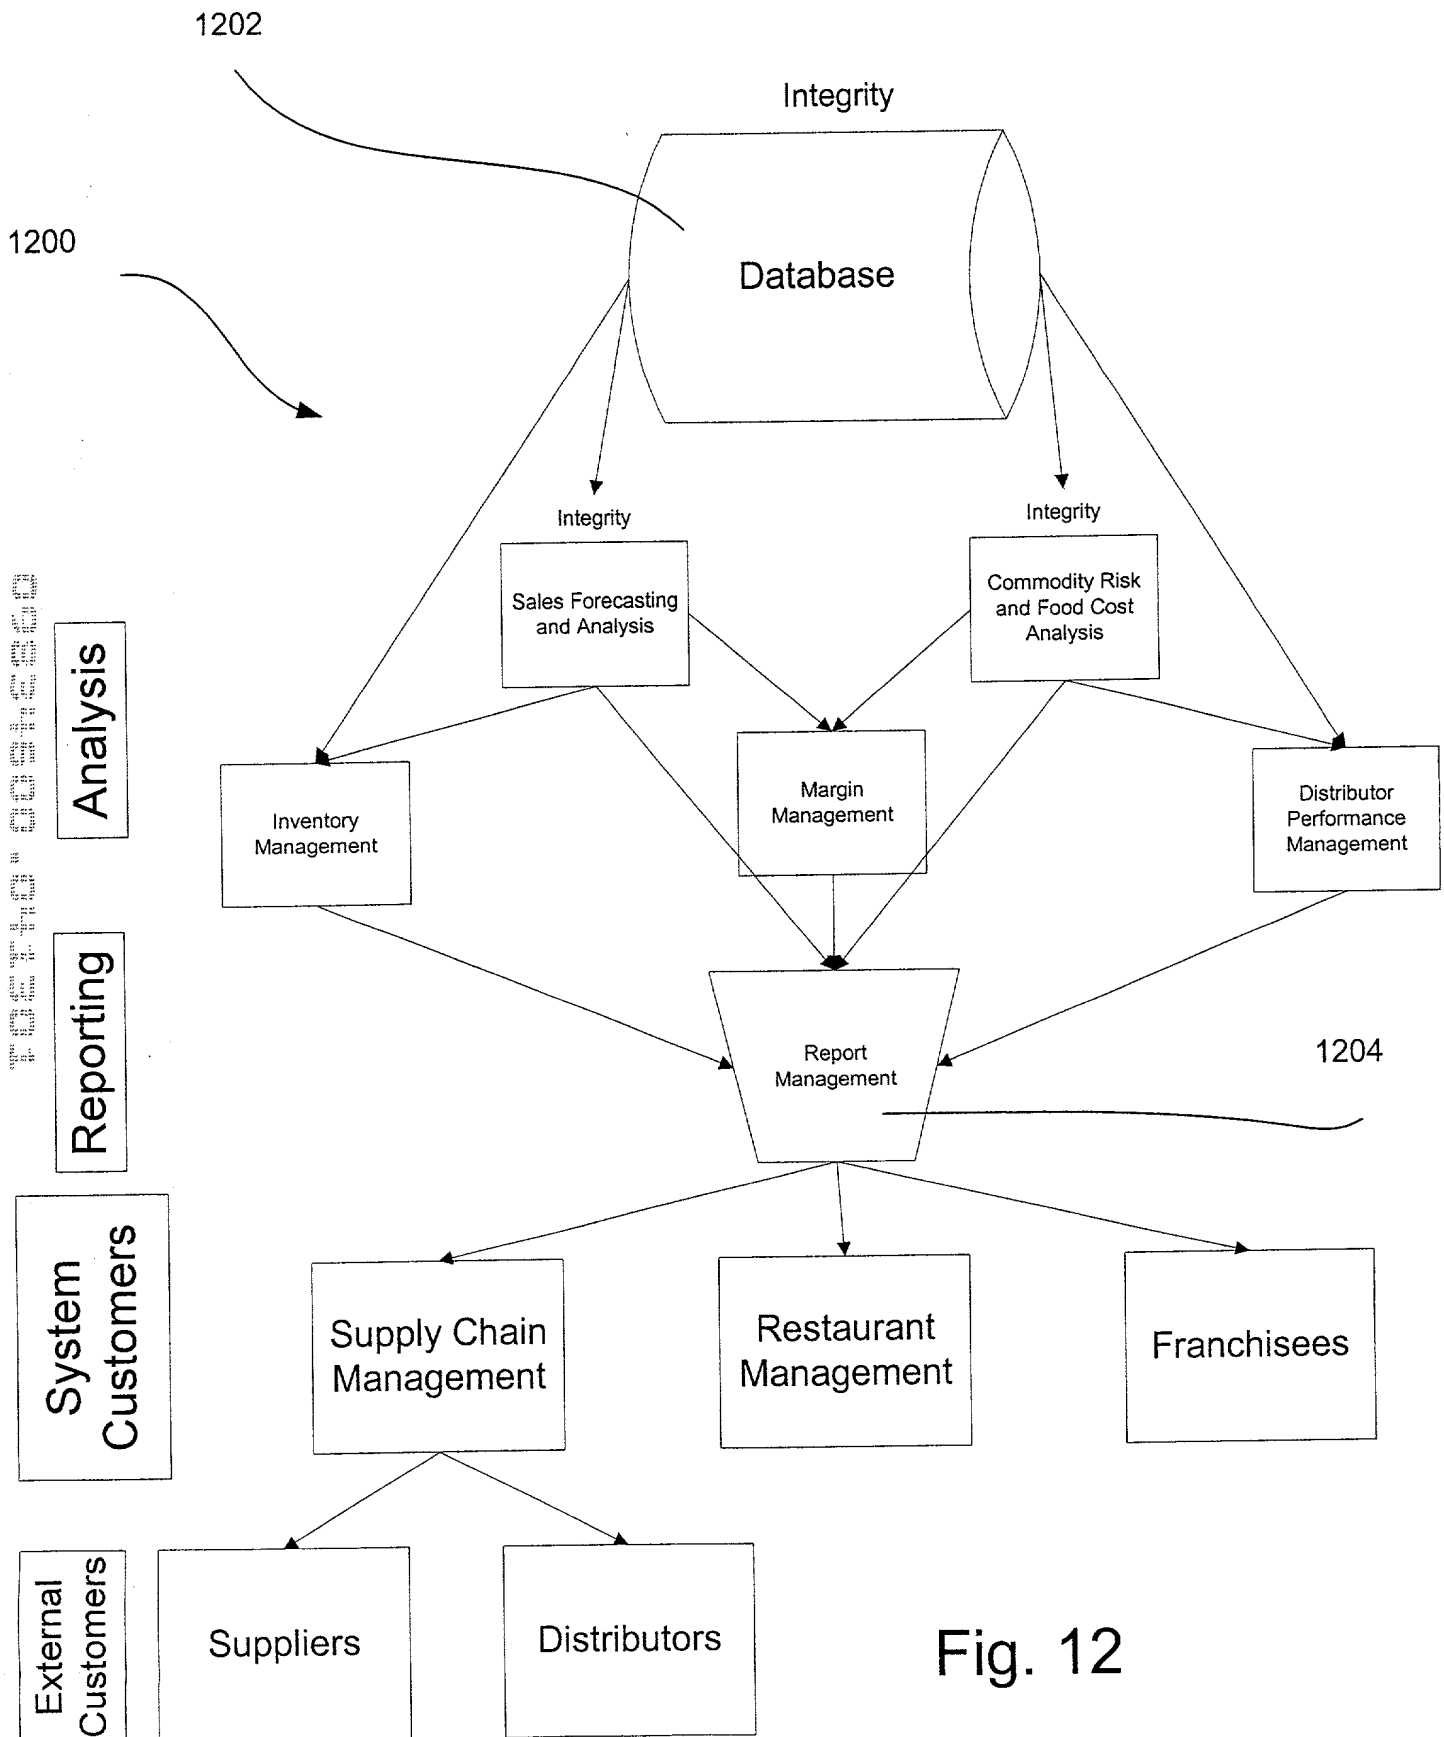 1202
Integrity
1200
Database
Integrity
Integrity
Sales Forecasting
and Analysis
Commodity Risk
and Food Cost
Analysis
Analysis
Inventory
Management
Margin
Management
Distributor
Performance
Management
Reporting
Report
Management
1204
System
Customers
Supply Chain
Management
Restaurant
Management
Franchisees
External
Customers
Suppliers
Distributors
Fig. 12